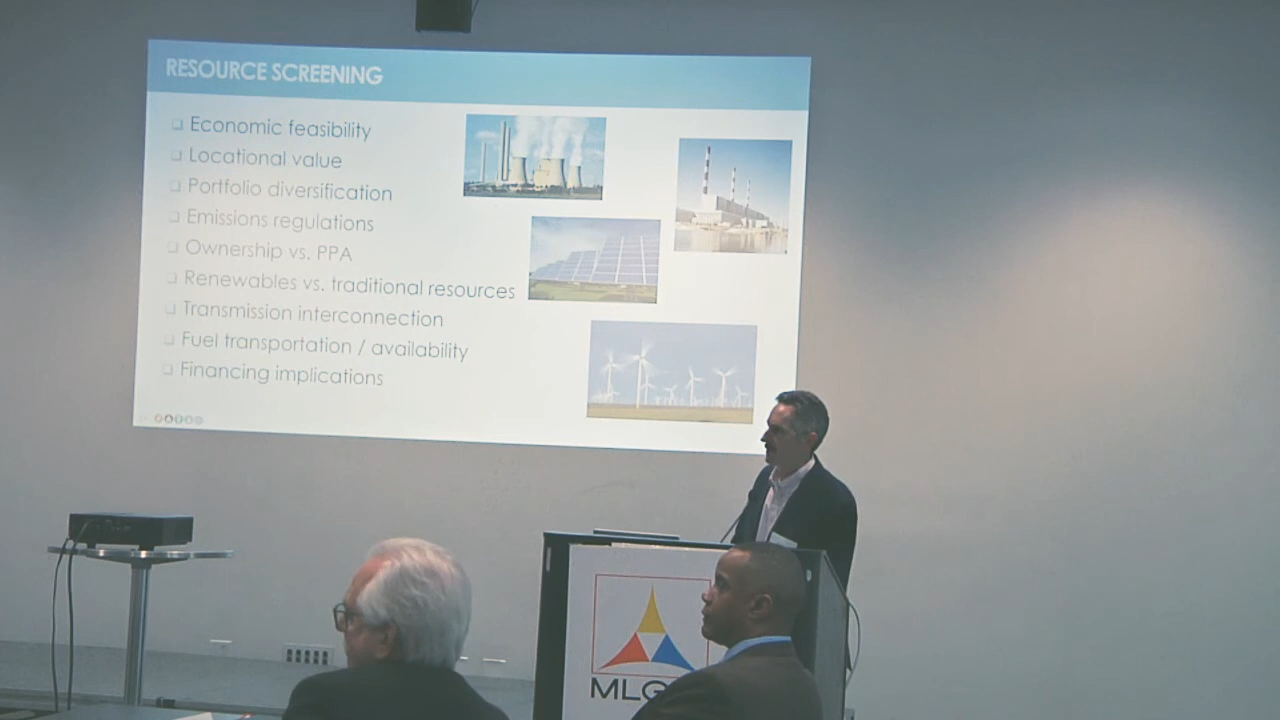 RESOURCE SCREENING
Economic feasibility
Locational value
Portfolio diversification
Emissions regulations
Ownership vs. PPA
Renewables vs. traditional resources
Transmission interconnection
Fuel transportation / availability
Financing implications
MLG